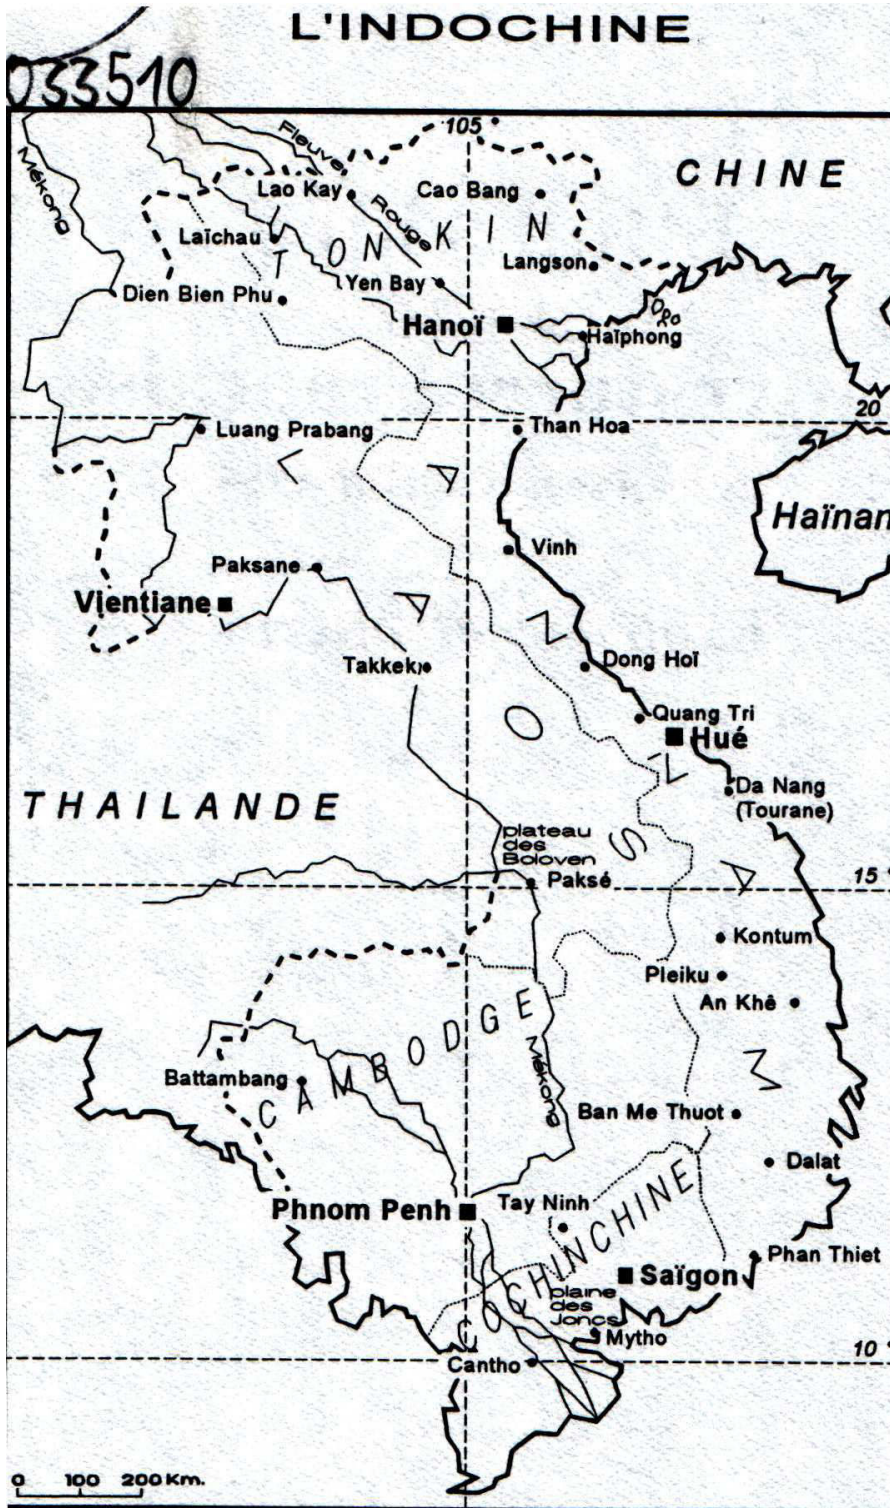 L'INDOCHINE
033510
105°
CHINE
Fleuve
Rouge
Mékong
Lao Kay
Cao Bang
TONKIN
Laïchau
Langson
Yen Bay
Dien Bien Phu
Hanoï
Haïphong
20
Luang Prabang
Than Hoa
LAOS
Haïnan
Vinh
Paksane
Vientiane
ANNAM
Takkek
Dong Hoï
Quang Tri
Hué
THAILANDE
Da Nang
(Tourane)
plateau
des
Boloven
Paksé
15°
Kontum
Pleiku
An Khê
CAMBODGE
Mékong
Battambang
Ban Me Thuot
Dalat
Phnom Penh
Tay Ninh
COCHINCHINE
Phan Thiet
Saïgon
plaine
des
Joncs
Mytho
Cantho
10°
0 100 200 Km.